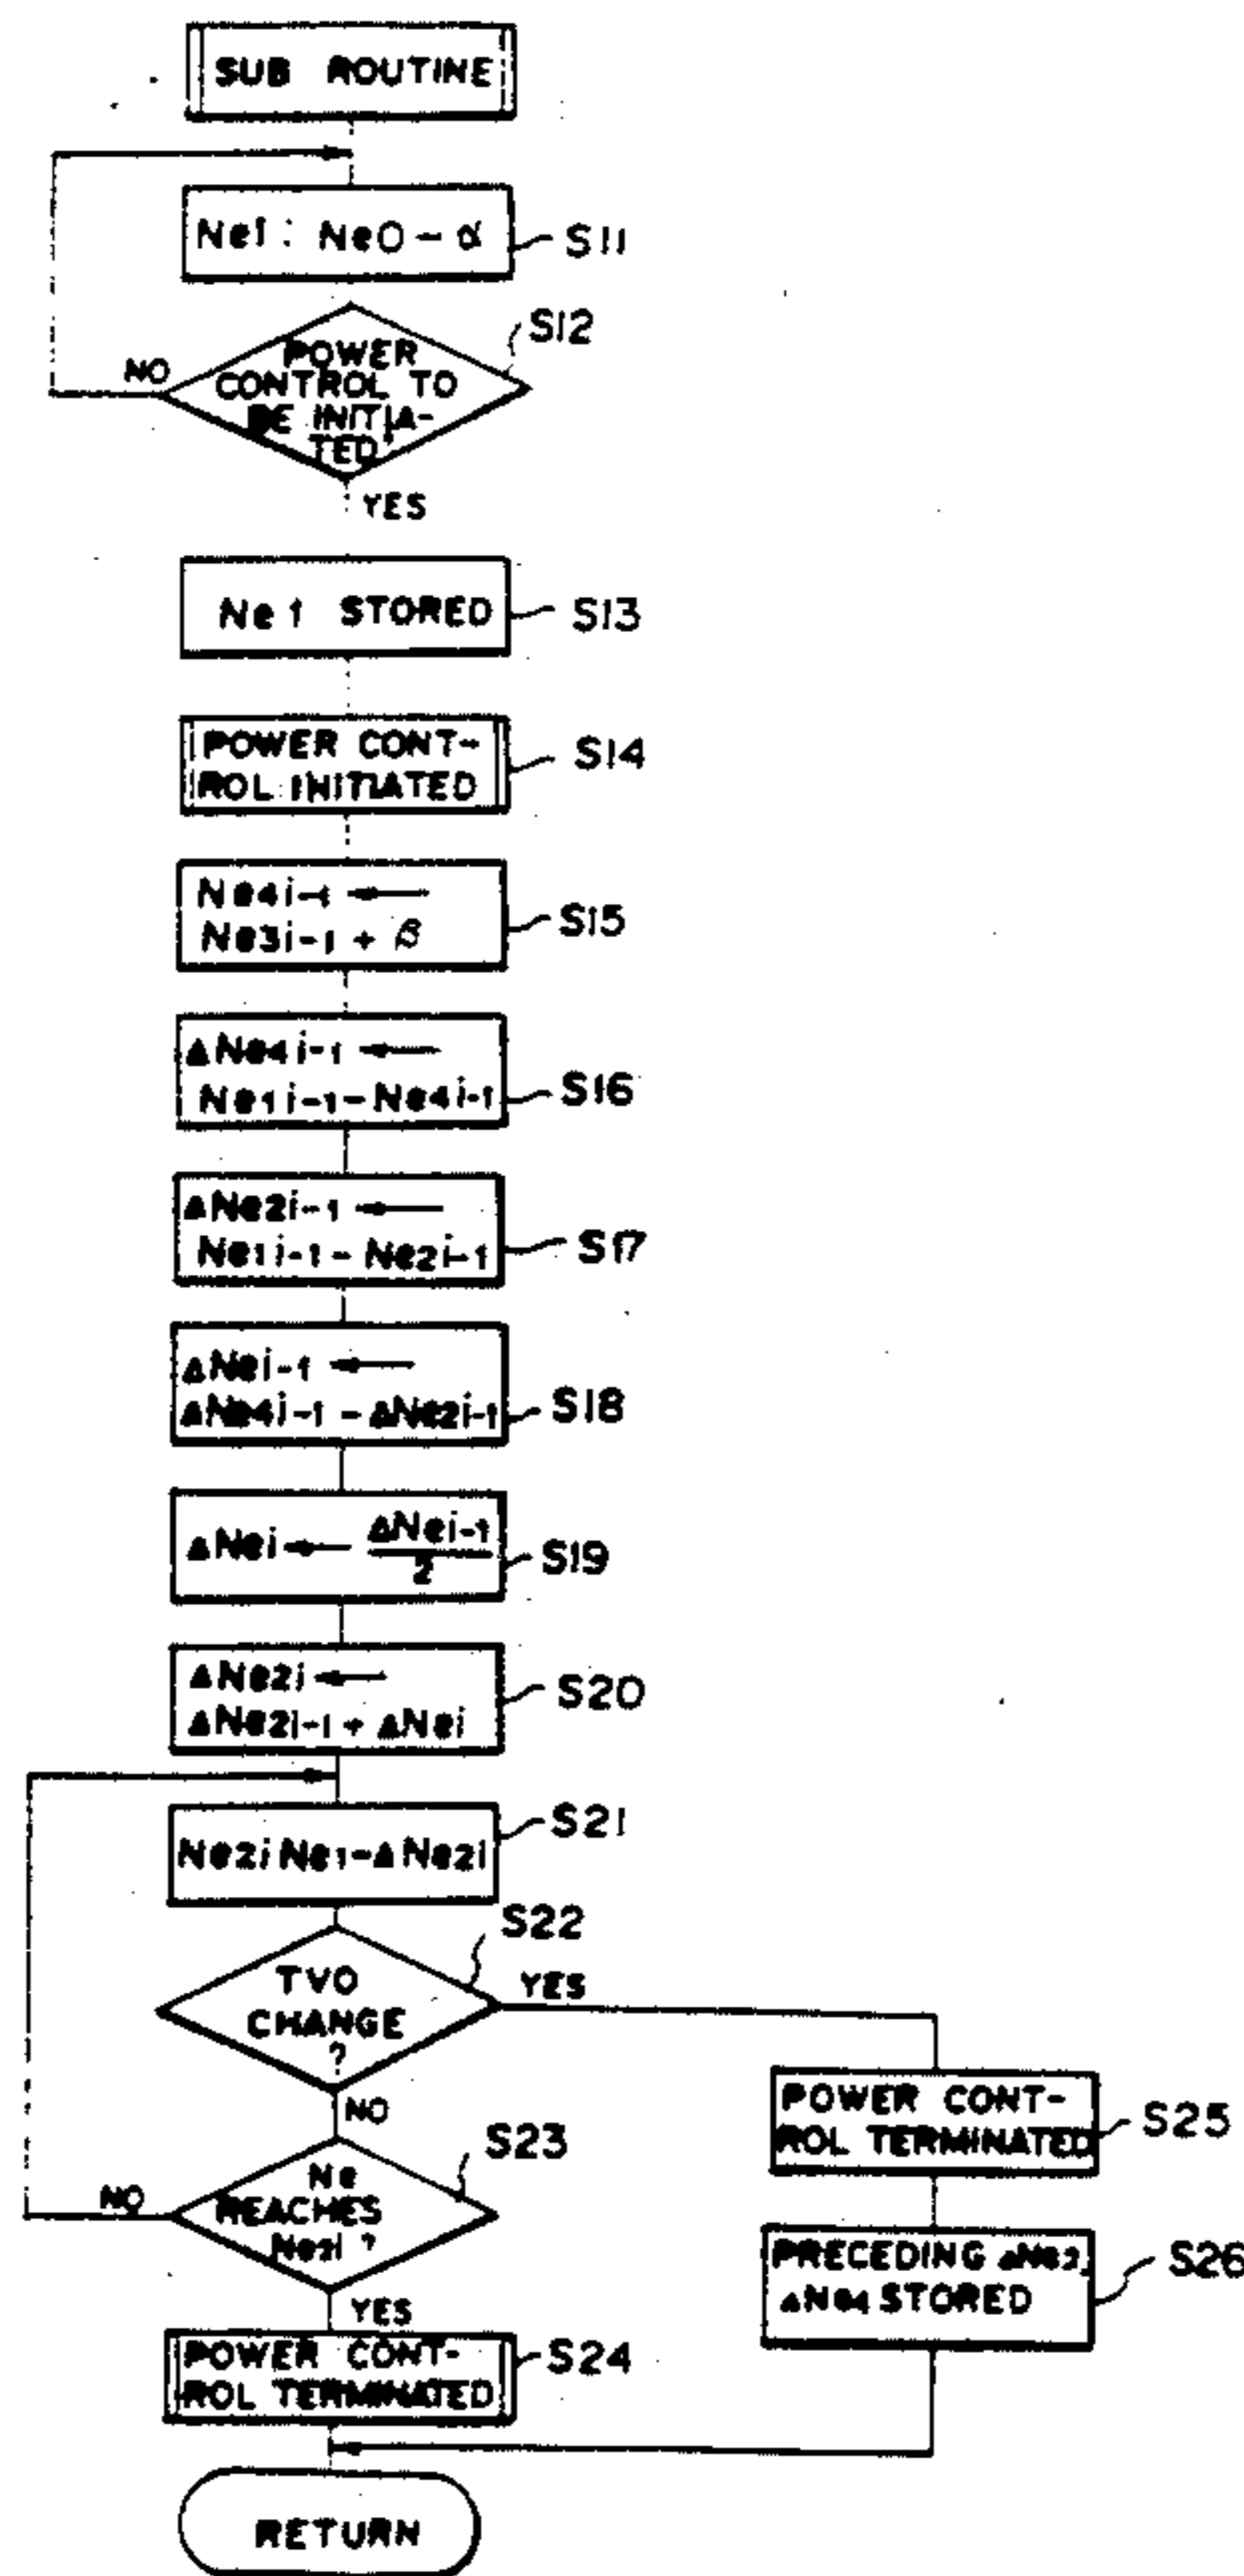 SUB ROUTINE
Ne1 : Ne0 - α
S11
S12
POWER
CONTROL TO
BE INITIA-
TED
NO
YES
Ne1 STORED
S13
POWER CONT-
ROL INITIATED
S14
Ne4i-1 ←
Ne3i-1 + β
S15
ΔNe4i-1 ←
Ne1i-1 - Ne4i-1
S16
ΔNe2i-1 ←
Ne1i-1 - Ne2i-1
S17
ΔNei-1 ←
ΔNe4i-1 - ΔNe2i-1
S18
ΔNei ← ΔNei-1
2
S19
ΔNe2i ←
ΔNe2i-1 + ΔNei
S20
Ne2i Ne1-ΔNe2i
S21
S22
TVO
CHANGE
?
YES
NO
S23
Ne
REACHES
Ne2i ?
NO
YES
POWER CONT-
ROL TERMINATED
S24
POWER CONT-
ROL TERMINATED
S25
PRECEDING ΔNe2,
ΔNe4 STORED
S26
RETURN